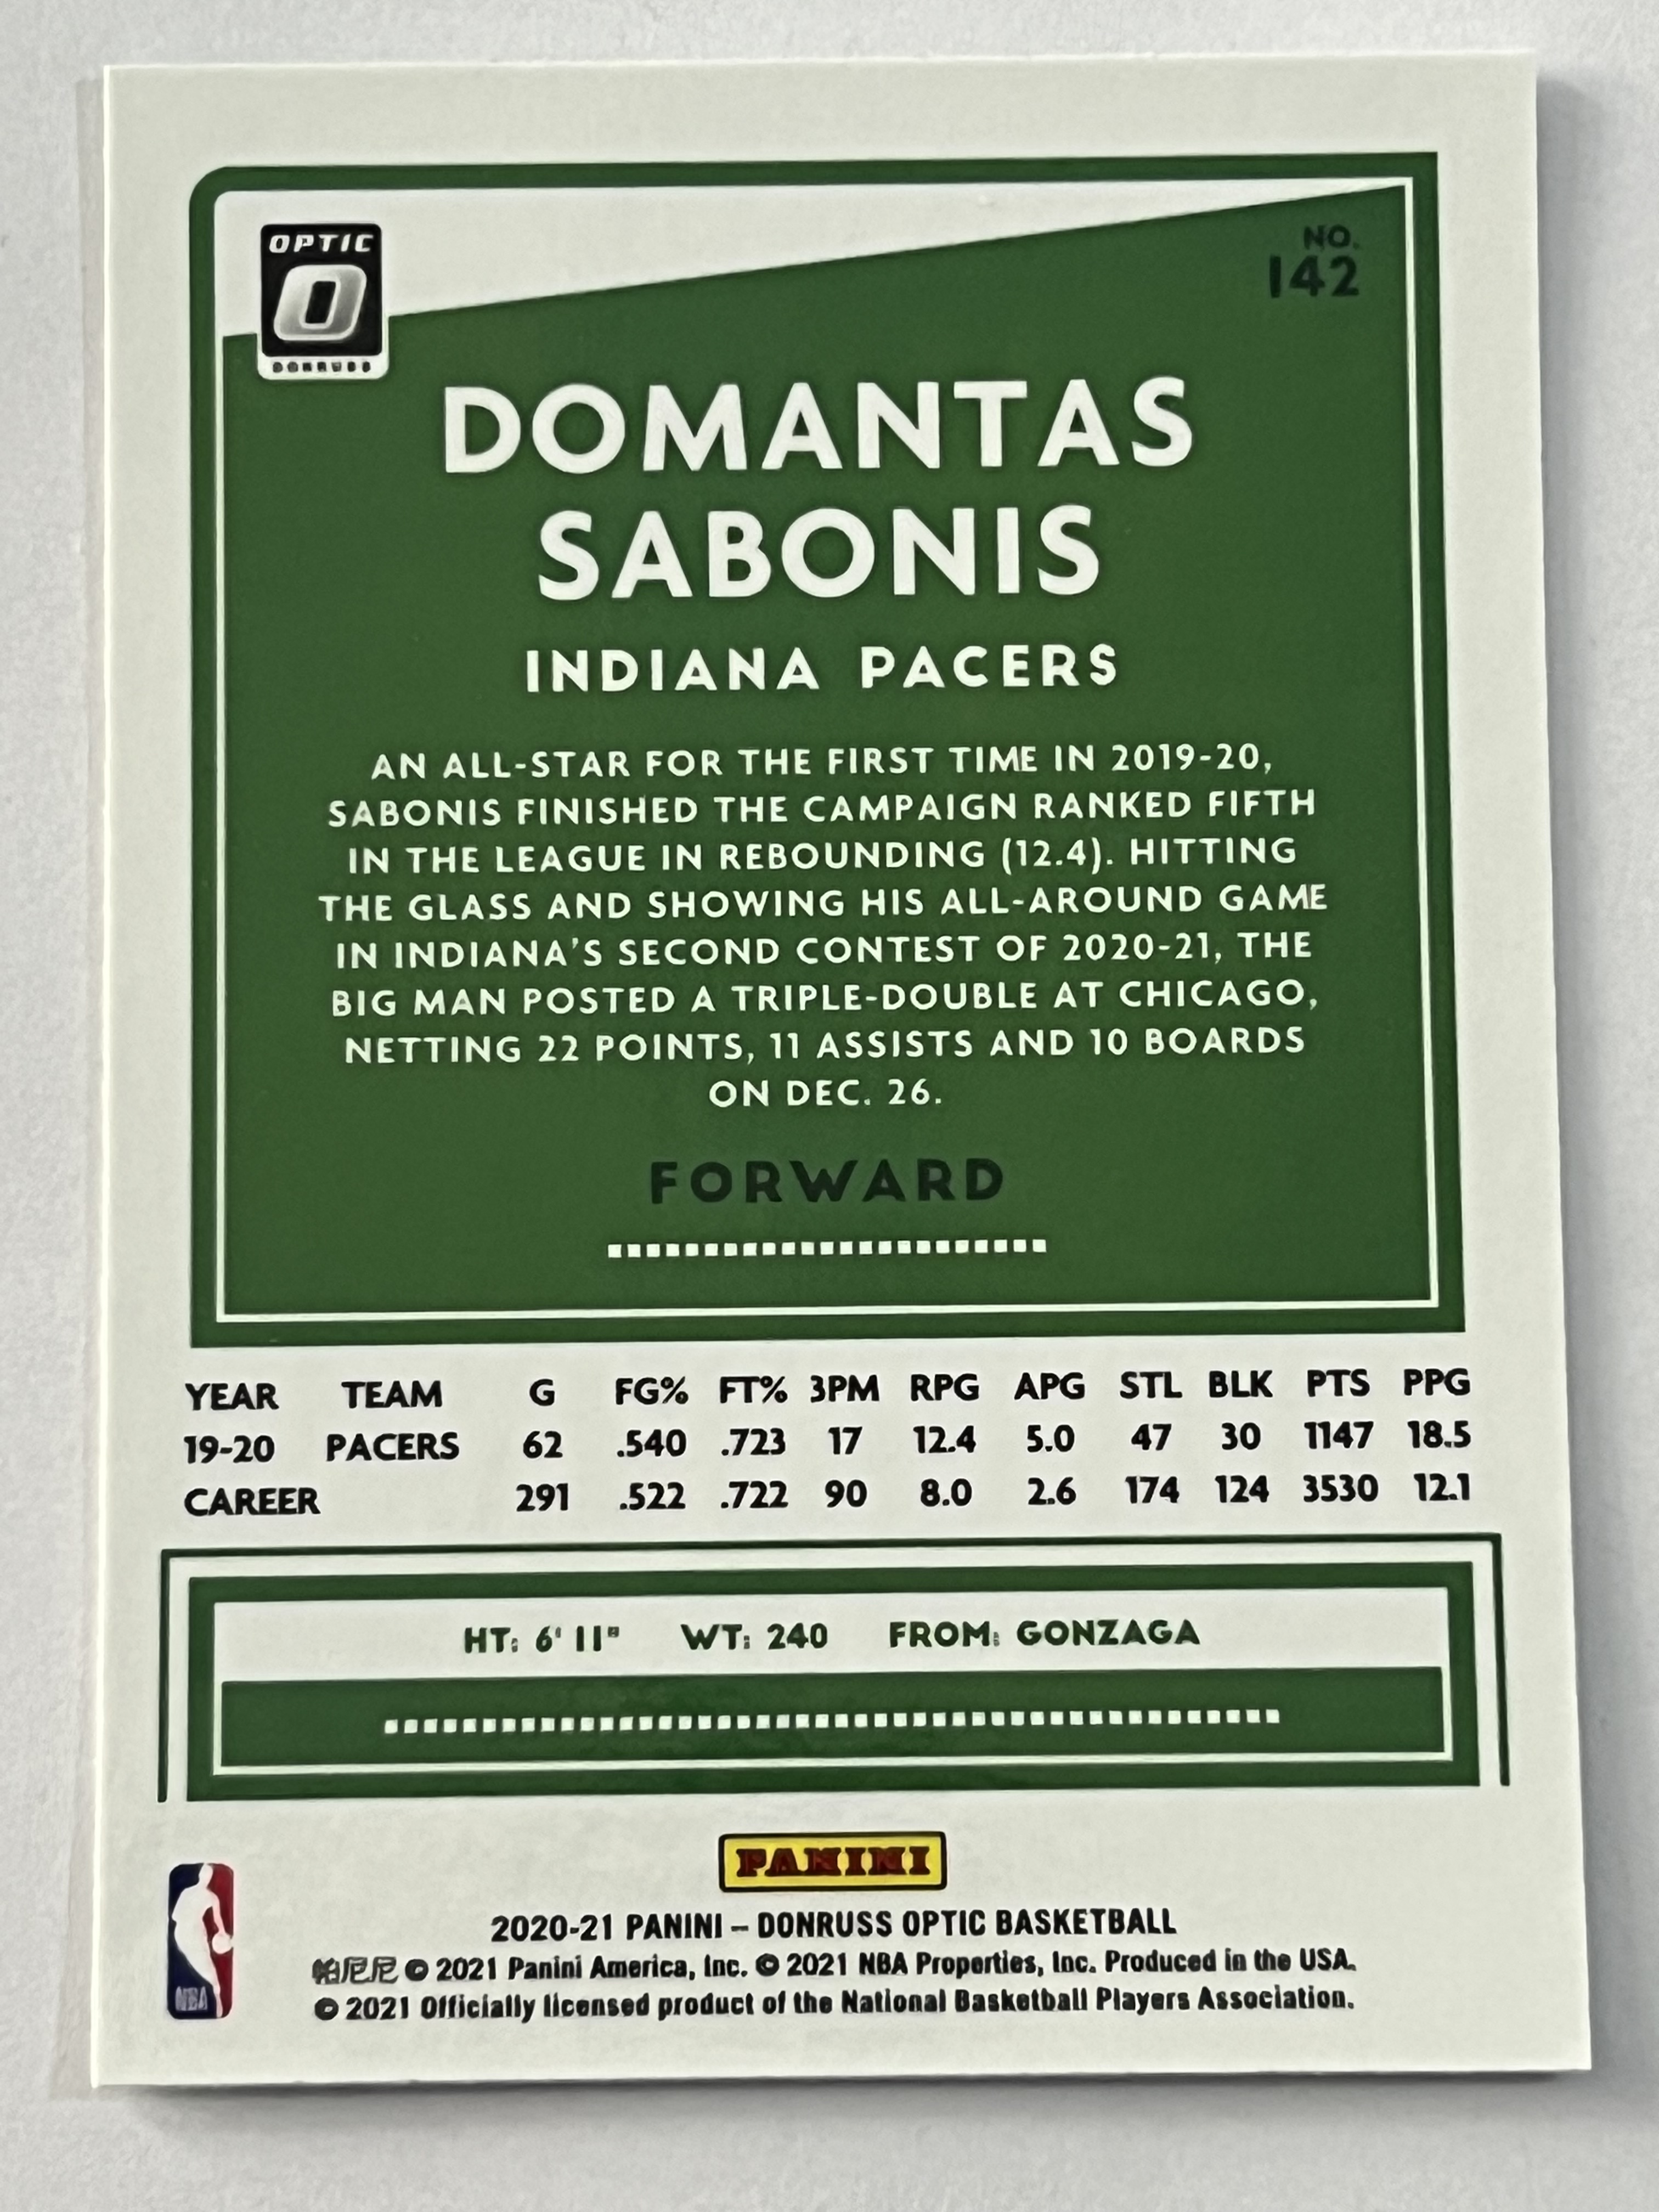 OPTIC
DONRUSS
NO.
142
DOMANTAS
SABONIS
INDIANA PACERS
AN ALL-STAR FOR THE FIRST TIME IN 2019-20,
SABONIS FINISHED THE CAMPAIGN RANKED FIFTH
IN THE LEAGUE IN REBOUNDING (12.4). HITTING
THE GLASS AND SHOWING HIS ALL-AROUND GAME
IN INDIANA'S SECOND CONTEST OF 2020-21, THE
BIG MAN POSTED A TRIPLE-DOUBLE AT CHICAGO,
NETTING 22 POINTS, 11 ASSISTS AND 10 BOARDS
ON DEC. 26.
FORWARD
YEAR TEAM G FG% FT% 3PM RPG APG STL BLK PTS PPG
19-20 PACERS 62 .540 .723 17 12.4 5.0 47 30 1147 18.5
CAREER 291 .522 .722 90 8.0 2.6 174 124 3530 12.1
HT: 6' 11" WT: 240 FROM: GONZAGA
PANINI
2020-21 PANINI – DONRUSS OPTIC BASKETBALL
帕尼尼 © 2021 Panini America, Inc. © 2021 NBA Properties, Inc. Produced in the USA.
© 2021 Officially licensed product of the National Basketball Players Association.
NBA